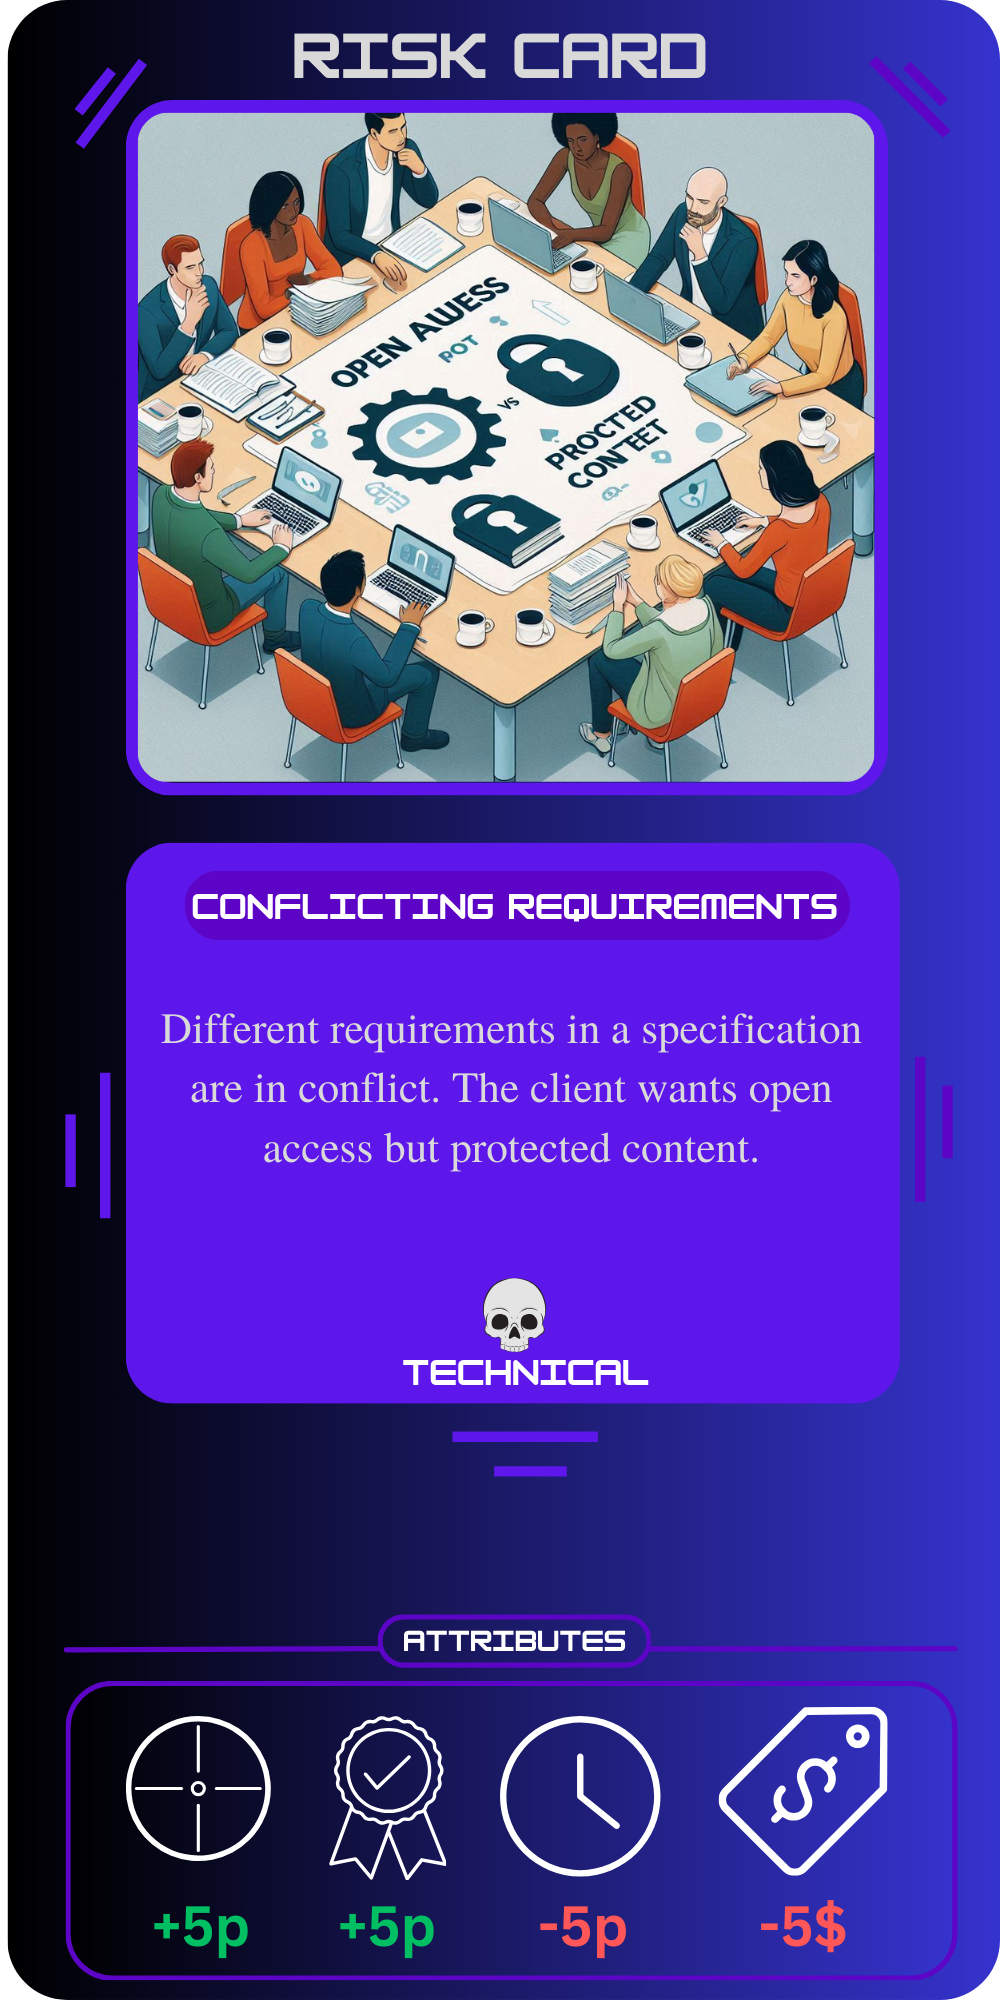 RISK CARD
OPEN AUUESS
POT
VS
PROCTED
CONTEET
CONFLICTING REQUIREMENTS
Different requirements in a specification
are in conflict. The client wants open
access but protected content.
TECHNICAL
ATTRIBUTES
+5p +5p -5p -5$